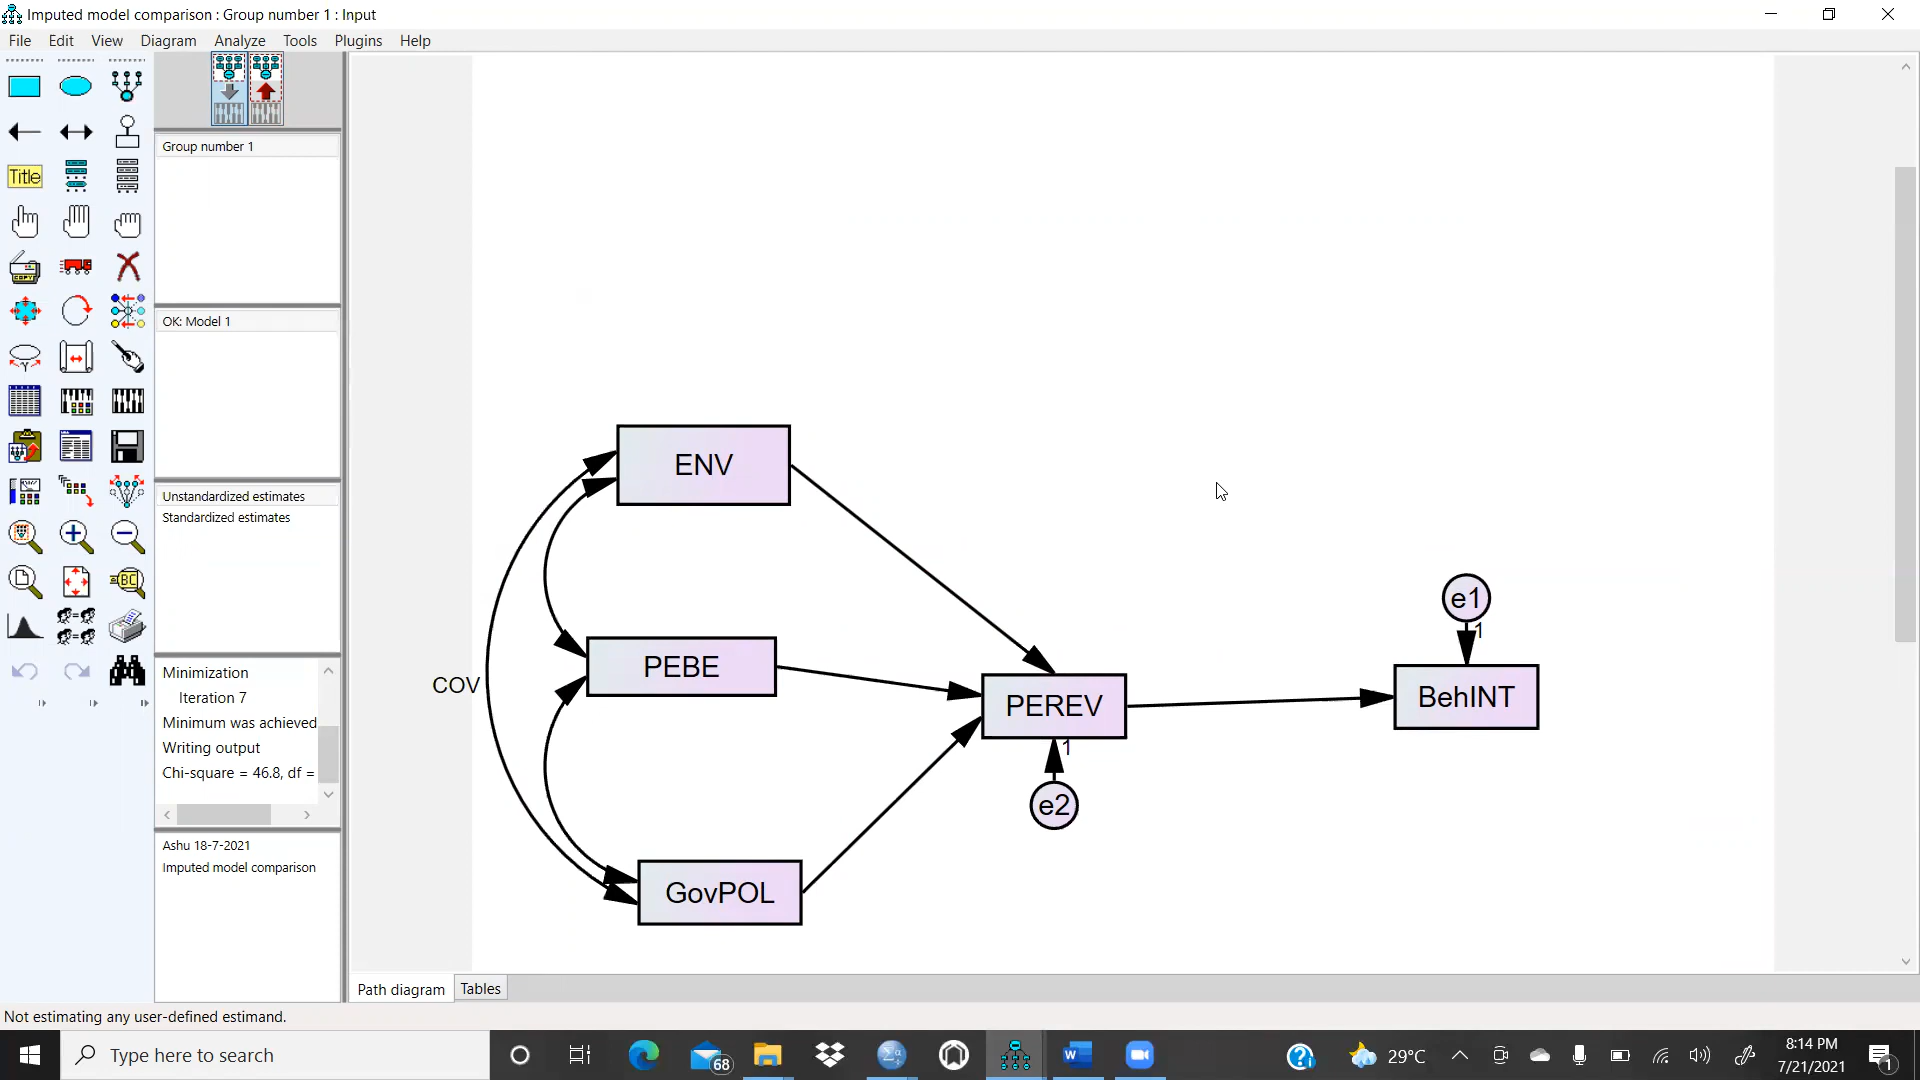 Imputed model comparison : Group number 1 : Input
File Edit View Diagram Analyze Tools Plugins Help
Title
Group number 1
OK: Model 1
Unstandardized estimates
Standardized estimates
Minimization
Iteration 7
Minimum was achieved
Writing output
Chi-square = 46.8, df =
Ashu 18-7-2021
Imputed model comparison
ENV
PEBE
COV
GovPOL
PEREV
1
e2
e1
1
BehINT
Path diagram Tables
Not estimating any user-defined estimand.
Type here to search
68
29°C
8:14 PM
7/21/2021
1